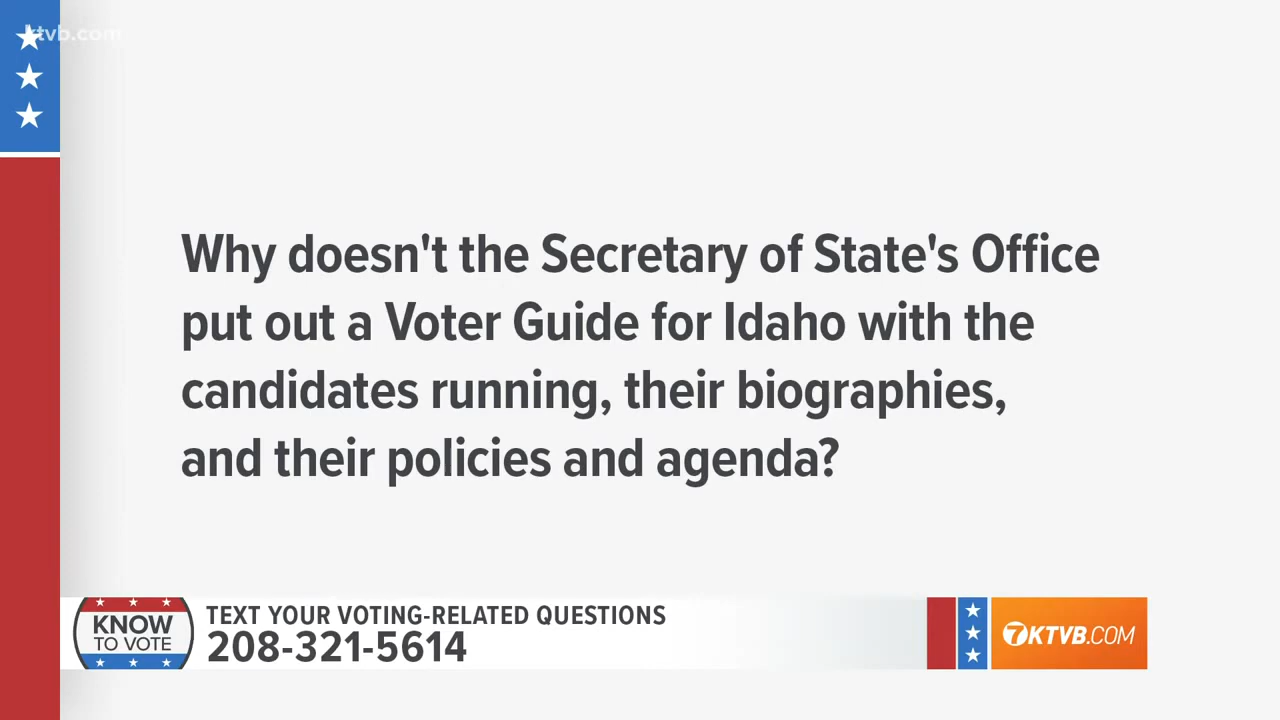 ktvb.com
Why doesn't the Secretary of State's Office
put out a Voter Guide for Idaho with the
candidates running, their biographies,
and their policies and agenda?
KNOW
TO VOTE
TEXT YOUR VOTING-RELATED QUESTIONS
208-321-5614
7KTVB.COM